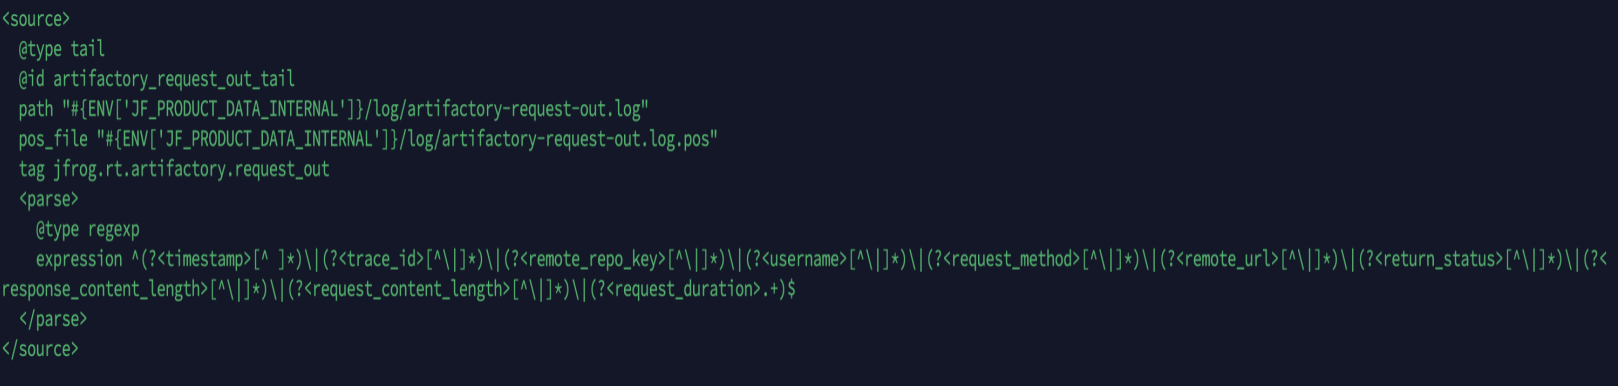 <source>
  @type tail
  @id artifactory_request_out_tail
  path "#{ENV['JF_PRODUCT_DATA_INTERNAL']}/log/artifactory-request-out.log"
  pos_file "#{ENV['JF_PRODUCT_DATA_INTERNAL']}/log/artifactory-request-out.log.pos"
  tag jfrog.rt.artifactory.request_out
  <parse>
    @type regexp
    expression ^(?<timestamp>[^ ]*)\|(?<trace_id>[^\|]*)\|(?<remote_repo_key>[^\|]*)\|(?<username>[^\|]*)\|(?<request_method>[^\|]*)\|(?<remote_url>[^\|]*)\|(?<return_status>[^\|]*)\|(?<
response_content_length>[^\|]*)\|(?<request_content_length>[^\|]*)\|(?<request_duration>.+)$
  </parse>
</source>